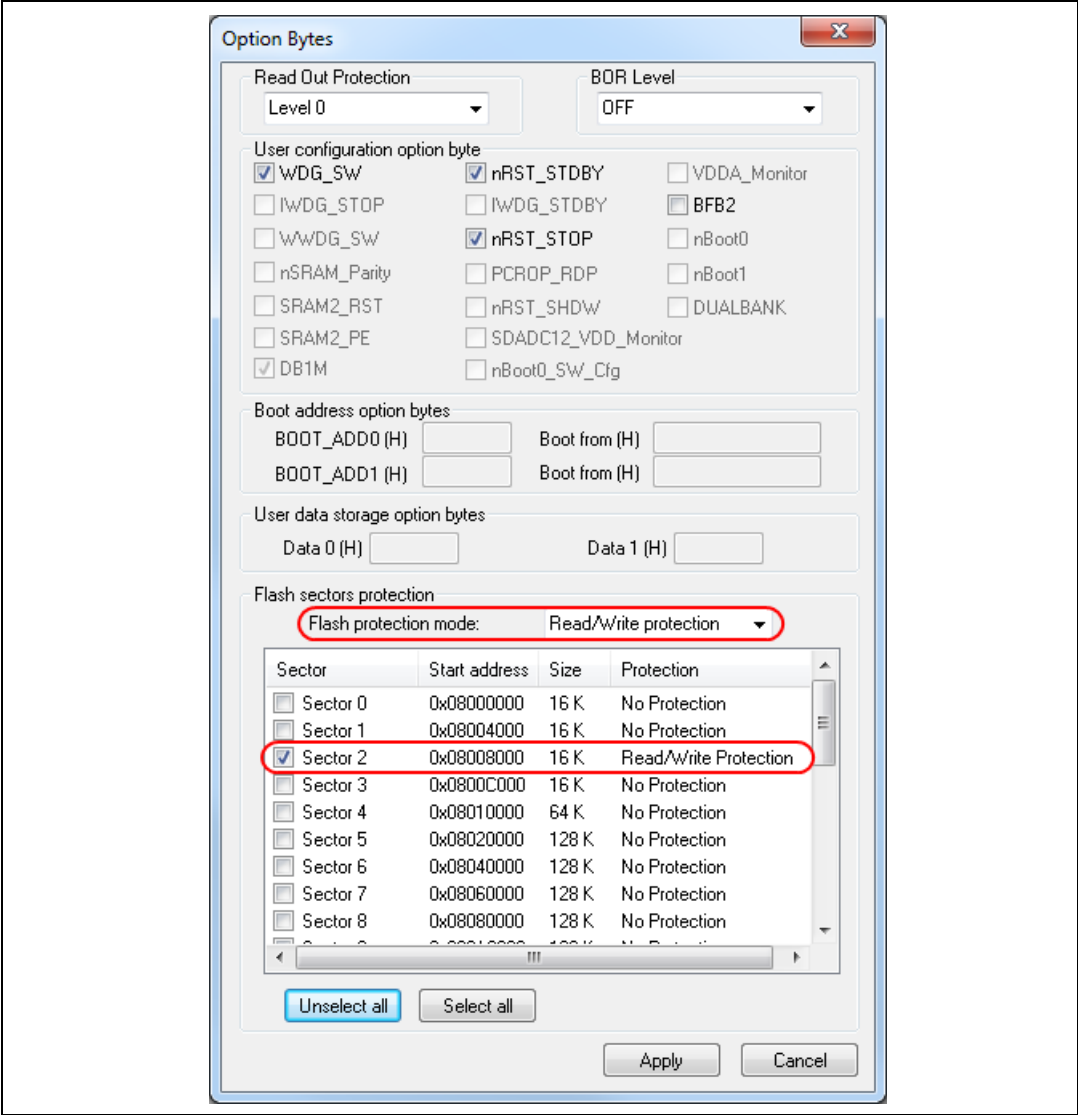 Option Bytes
Read Out Protection BOR Level
Level 0 OFF
User configuration option byte
WDG_SW nRST_STDBY VDDA_Monitor
IWDG_STOP IWDG_STDBY BFB2
WWDG_SW nRST_STOP nBoot0
nSRAM_Parity PCROP_RDP nBoot1
SRAM2_RST nRST_SHDW DUALBANK
SRAM2_PE SDADC12_VDD_Monitor
DB1M nBoot0_SW_Cfg
Boot address option bytes
BOOT_ADD0 (H) Boot from (H)
BOOT_ADD1 (H) Boot from (H)
User data storage option bytes
Data 0 (H) Data 1 (H)
Flash sectors protection
Flash protection mode: Read/Write protection
Sector Start address Size Protection
Sector 0 0x08000000 16 K No Protection
Sector 1 0x08004000 16 K No Protection
Sector 2 0x08008000 16 K Read/Write Protection
Sector 3 0x0800C000 16 K No Protection
Sector 4 0x08010000 64 K No Protection
Sector 5 0x08020000 128 K No Protection
Sector 6 0x08040000 128 K No Protection
Sector 7 0x08060000 128 K No Protection
Sector 8 0x08080000 128 K No Protection
Unselect all Select all
Apply Cancel